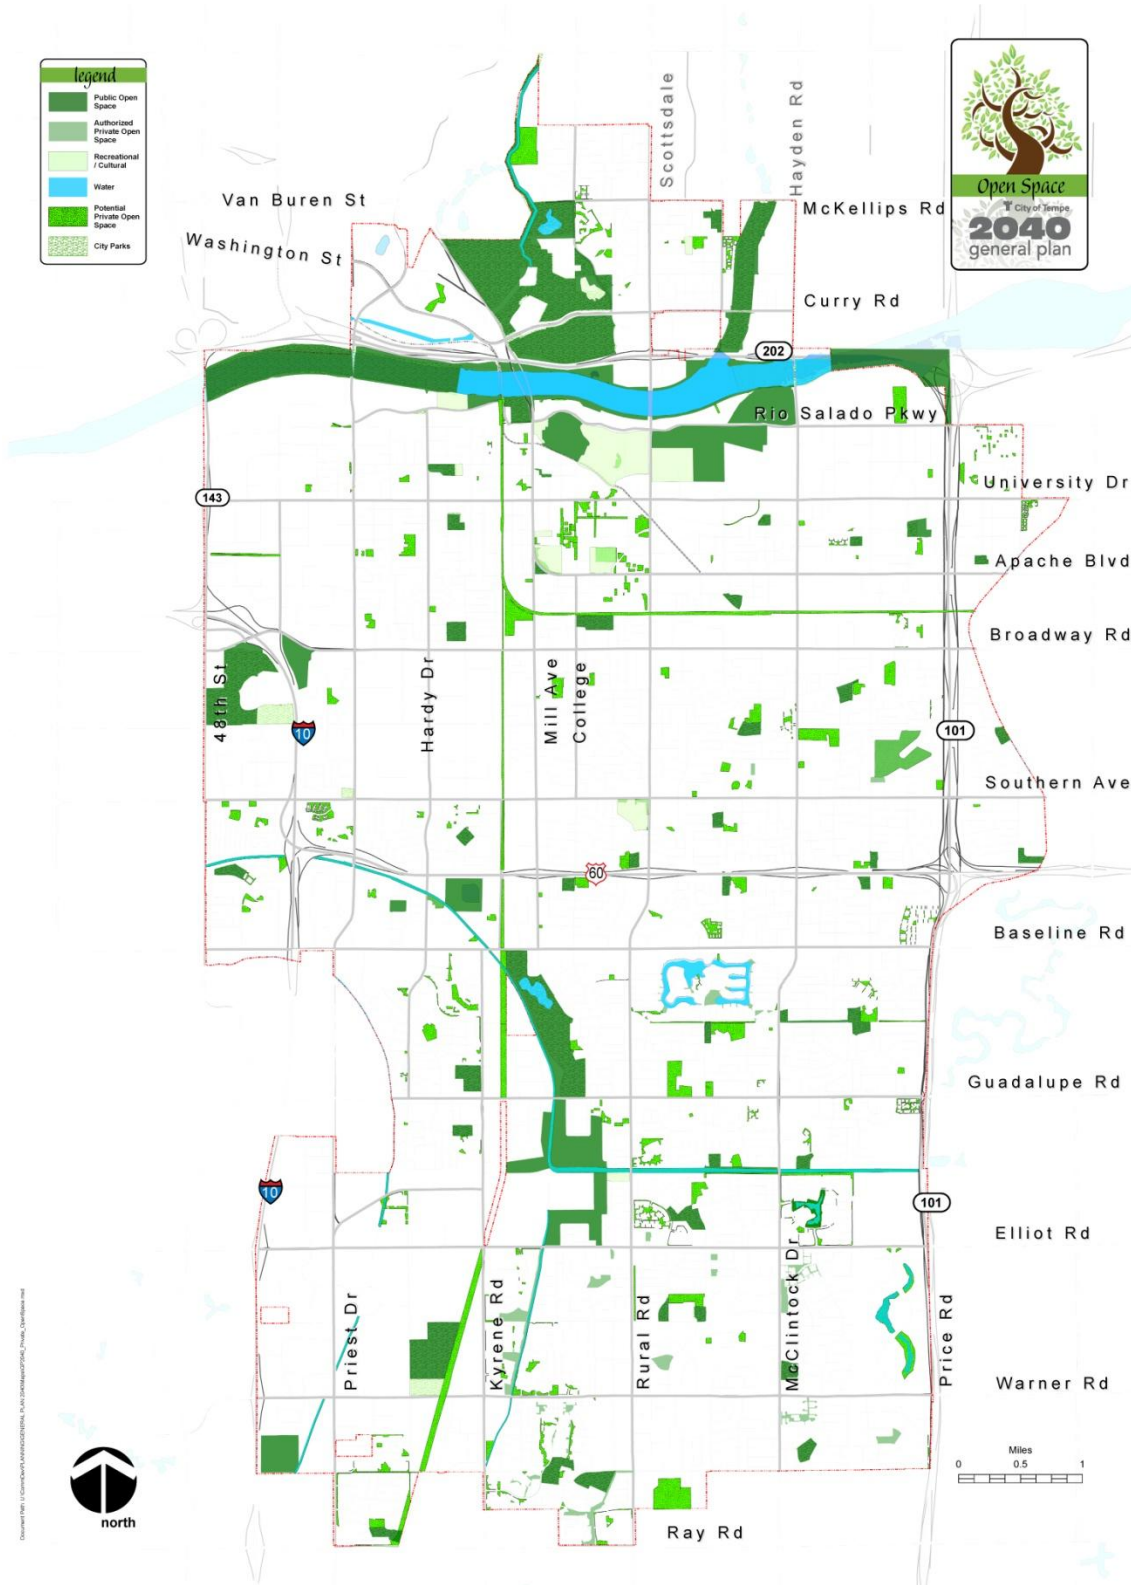 legend
Public Open
Space
Authorized
Private Open
Space
Recreational
/ Cultural
Water
Potential
Private Open
Space
City Parks
Open Space
City of Tempe
2040
general plan
Scottsdale
Hayden Rd
Van Buren St
McKellips Rd
Washington St
Curry Rd
202
Rio Salado Pkwy
143
University Dr
Apache Blvd
Broadway Rd
48th St
Hardy Dr
Mill Ave
College
10
101
Southern Ave
60
Baseline Rd
Guadalupe Rd
10
101
Elliot Rd
Priest Dr
Kyrene Rd
Rural Rd
McClintock Dr
Price Rd
Warner Rd
Miles
0 0.5 1
north
Ray Rd